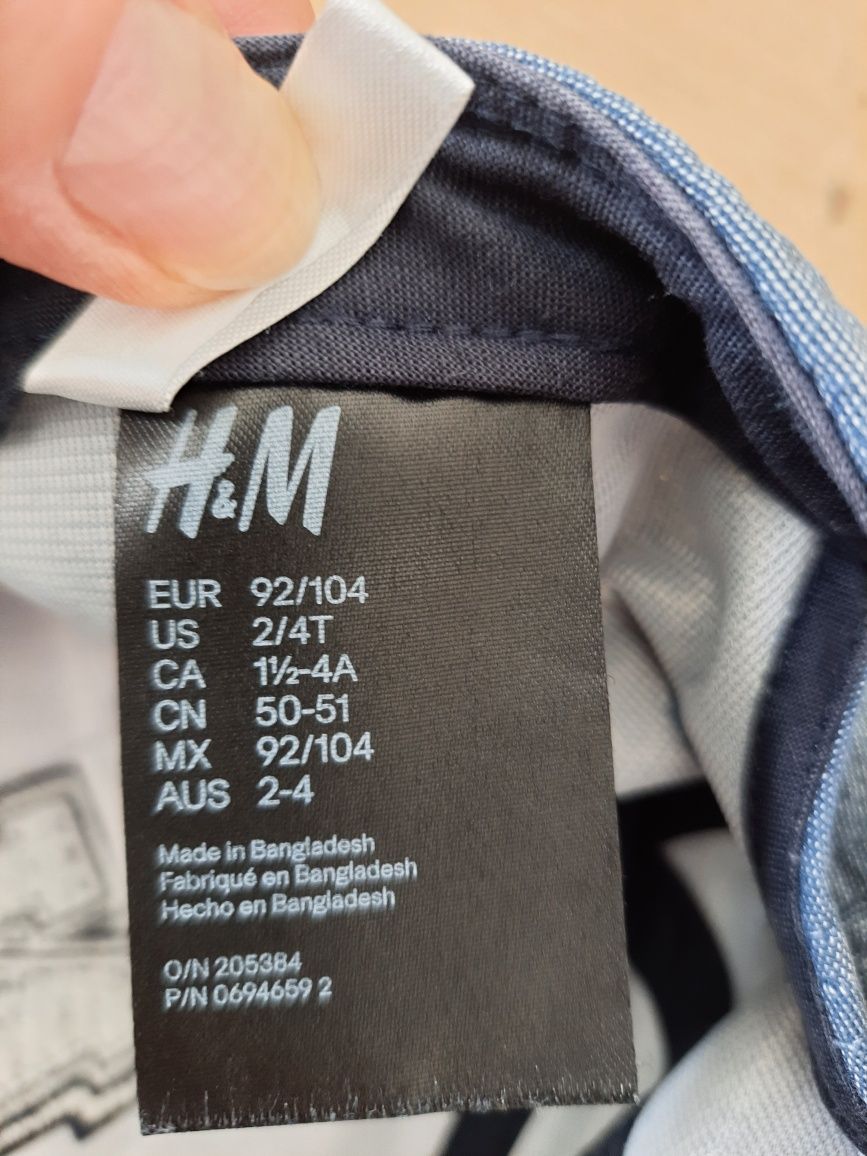 H&M
EUR 92/104
US 2/4T
CA 1½-4A
CN 50-51
MX 92/104
AUS 2-4
Made in Bangladesh
Fabriqué en Bangladesh
Hecho en Bangladesh
O/N 205384
P/N 0694659 2